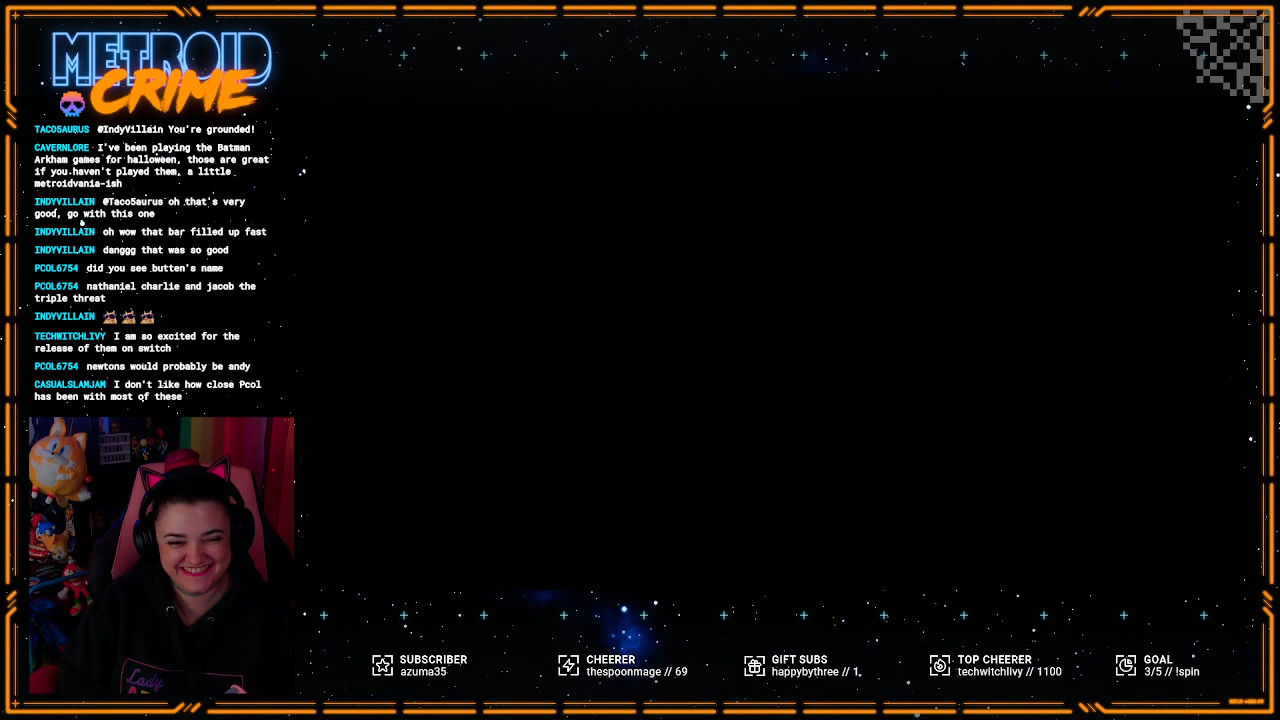 METROID
CRIME
TACO5AURUS @IndyVillain You're grounded!
CAVERNLORE I've been playing the Batman
Arkham games for halloween, those are great
if you haven't played them, a little
metroidvania-ish
INDYVILLAIN @Taco5aurus oh that's very
good, go with this one
INDYVILLAIN oh wow that bar filled up fast
INDYVILLAIN danggg that was so good
PCOL6754 did you see butten's name
PCOL6754 nathaniel charlie and jacob the
triple threat
INDYVILLAIN
TECHWITCHLIVY I am so excited for the
release of them on switch
PCOL6754 newtons would probably be andy
CASUALSLAMJAM I don't like how close Pcol
has been with most of these
Lady
SUBSCRIBER
azuma35
CHEERER
thespoonmage // 69
GIFT SUBS
happybythree // 1
TOP CHEERER
techwitchlivy // 1100
GOAL
3/5 // !spin